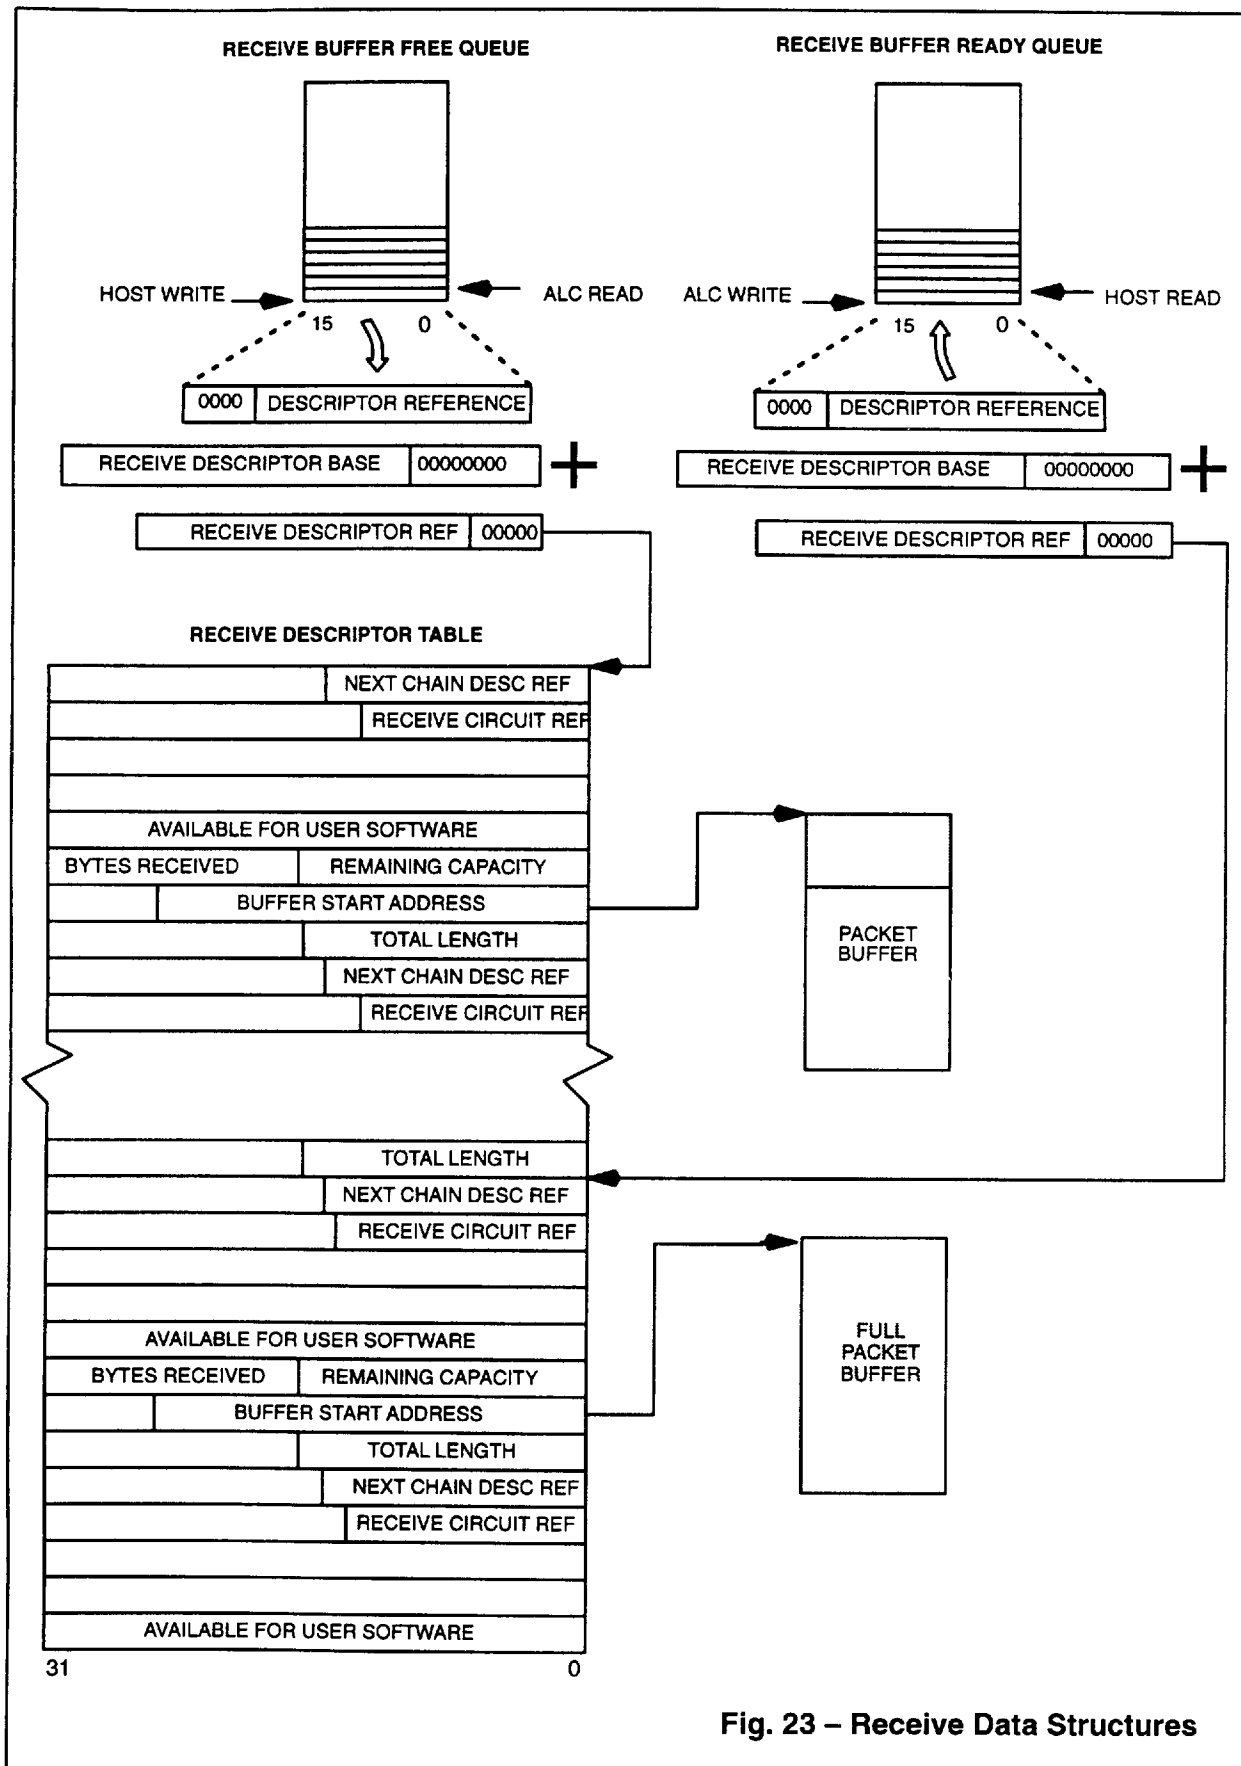 RECEIVE BUFFER FREE QUEUE
RECEIVE BUFFER READY QUEUE
HOST WRITE
ALC READ
ALC WRITE
HOST READ
15 0
15 0
0000 DESCRIPTOR REFERENCE
0000 DESCRIPTOR REFERENCE
RECEIVE DESCRIPTOR BASE 00000000 +
RECEIVE DESCRIPTOR BASE 00000000 +
RECEIVE DESCRIPTOR REF 00000
RECEIVE DESCRIPTOR REF 00000
RECEIVE DESCRIPTOR TABLE
NEXT CHAIN DESC REF
RECEIVE CIRCUIT REF
AVAILABLE FOR USER SOFTWARE
BYTES RECEIVED REMAINING CAPACITY
BUFFER START ADDRESS
TOTAL LENGTH
NEXT CHAIN DESC REF
RECEIVE CIRCUIT REF
PACKET
BUFFER
TOTAL LENGTH
NEXT CHAIN DESC REF
RECEIVE CIRCUIT REF
AVAILABLE FOR USER SOFTWARE
BYTES RECEIVED REMAINING CAPACITY
BUFFER START ADDRESS
TOTAL LENGTH
NEXT CHAIN DESC REF
RECEIVE CIRCUIT REF
AVAILABLE FOR USER SOFTWARE
31 0
FULL
PACKET
BUFFER
Fig. 23 – Receive Data Structures